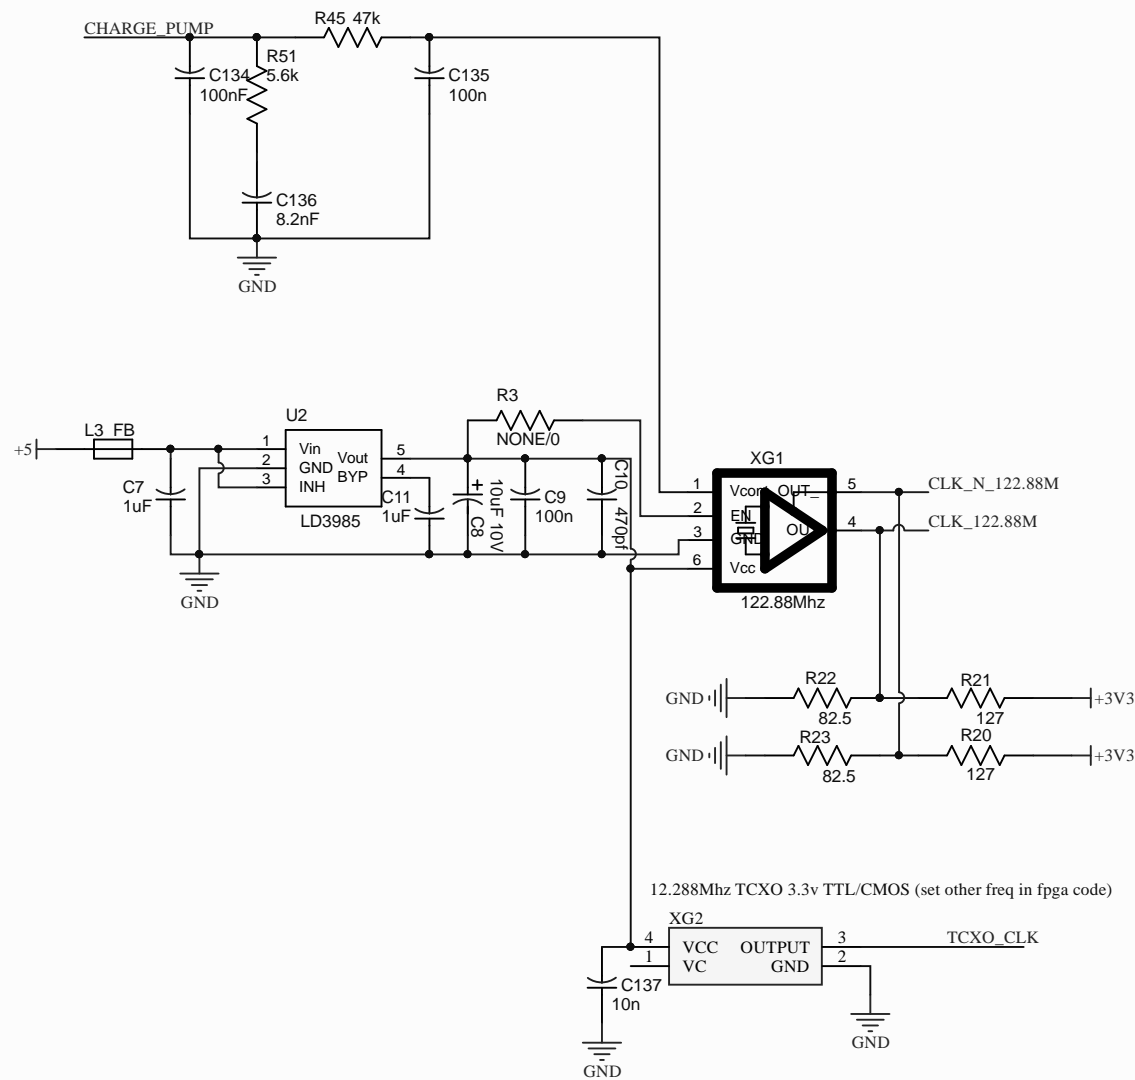 R45 47k
CHARGE_PUMP
R51
5.6k
C134
100nF
C135
100n
C136
8.2nF
GND
R3
NONE/0
U2
L3 FB
+5
1 Vin
2 GND
3 INH
Vout 5
BYP 4
LD3985
C7
1uF
C11
1uF
10uF 10V
C8
C9
100n
C10
470pf
GND
XG1
1 Vcont
2 EN
3 GND
6 Vcc
OUT_ 5
OU 4
122.88Mhz
CLK_N_122.88M
CLK_122.88M
R22
82.5
R21
127
GND
+3V3
R23
82.5
R20
127
GND
+3V3
12.288Mhz TCXO 3.3v TTL/CMOS (set other freq in fpga code)
XG2
4 VCC OUTPUT 3
1 VC GND 2
TCXO_CLK
C137
10n
GND
GND